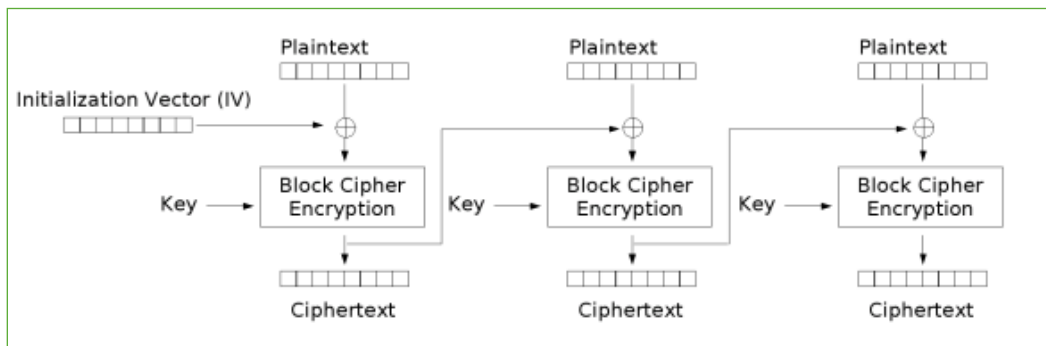 Plaintext
Plaintext
Plaintext
Initialization Vector (IV)
Key
Block Cipher
Encryption
Key
Block Cipher
Encryption
Key
Block Cipher
Encryption
Ciphertext
Ciphertext
Ciphertext